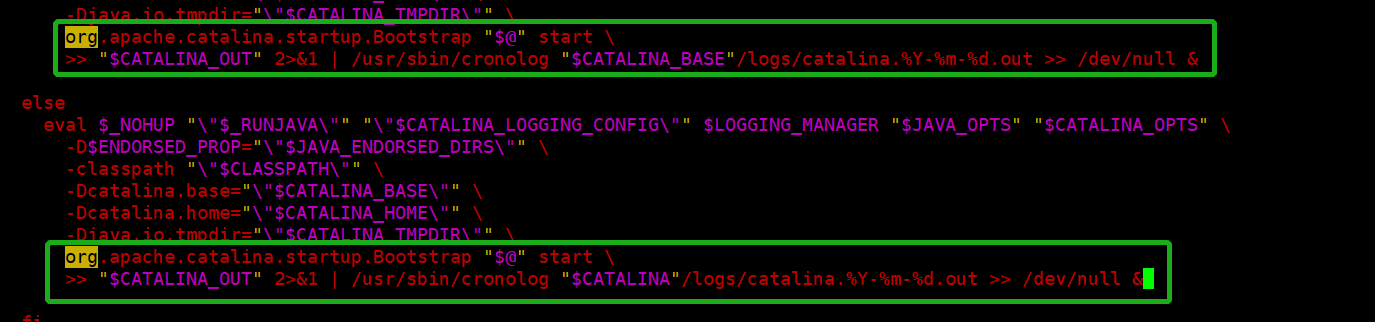 -Djava.io.tmpdir="\"$CATALINA_TMPDIR\"" \
org.apache.catalina.startup.Bootstrap "$@" start \
>> "$CATALINA_OUT" 2>&1 | /usr/sbin/cronolog "$CATALINA_BASE"/logs/catalina.%Y-%m-%d.out >> /dev/null &
else
eval $_NOHUP "\"$_RUNJAVA\"" "\"$CATALINA_LOGGING_CONFIG\"" $LOGGING_MANAGER "$JAVA_OPTS" "$CATALINA_OPTS" \
-D$ENDORSED_PROP="\"$JAVA_ENDORSED_DIRS\"" \
-classpath "\"$CLASSPATH\"" \
-Dcatalina.base="\"$CATALINA_BASE\"" \
-Dcatalina.home="\"$CATALINA_HOME\"" \
-Djava.io.tmpdir="\"$CATALINA_TMPDIR\"" \
org.apache.catalina.startup.Bootstrap "$@" start \
>> "$CATALINA_OUT" 2>&1 | /usr/sbin/cronolog "$CATALINA"/logs/catalina.%Y-%m-%d.out >> /dev/null &